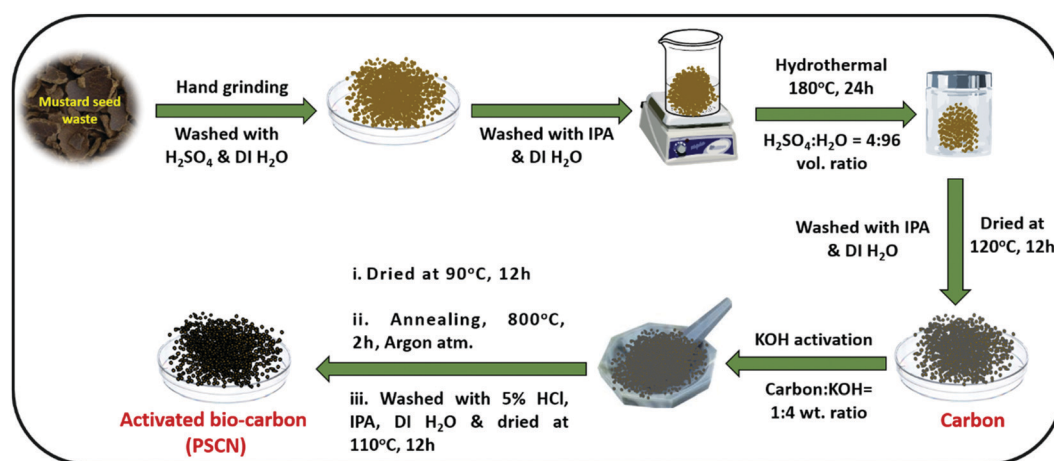 Mustard seed
waste
Hand grinding
Washed with
H₂SO₄ & DI H₂O
Washed with IPA
& DI H₂O
Hydrothermal
180°C, 24h
H₂SO₄:H₂O = 4:96
vol. ratio
Washed with IPA
& DI H₂O
Dried at
120°C, 12h
Carbon
KOH activation
Carbon:KOH=
1:4 wt. ratio
i. Dried at 90°C, 12h
ii. Annealing, 800°C,
2h, Argon atm.
iii. Washed with 5% HCl,
IPA, DI H₂O & dried at
110°C, 12h
Activated bio-carbon
(PSCN)